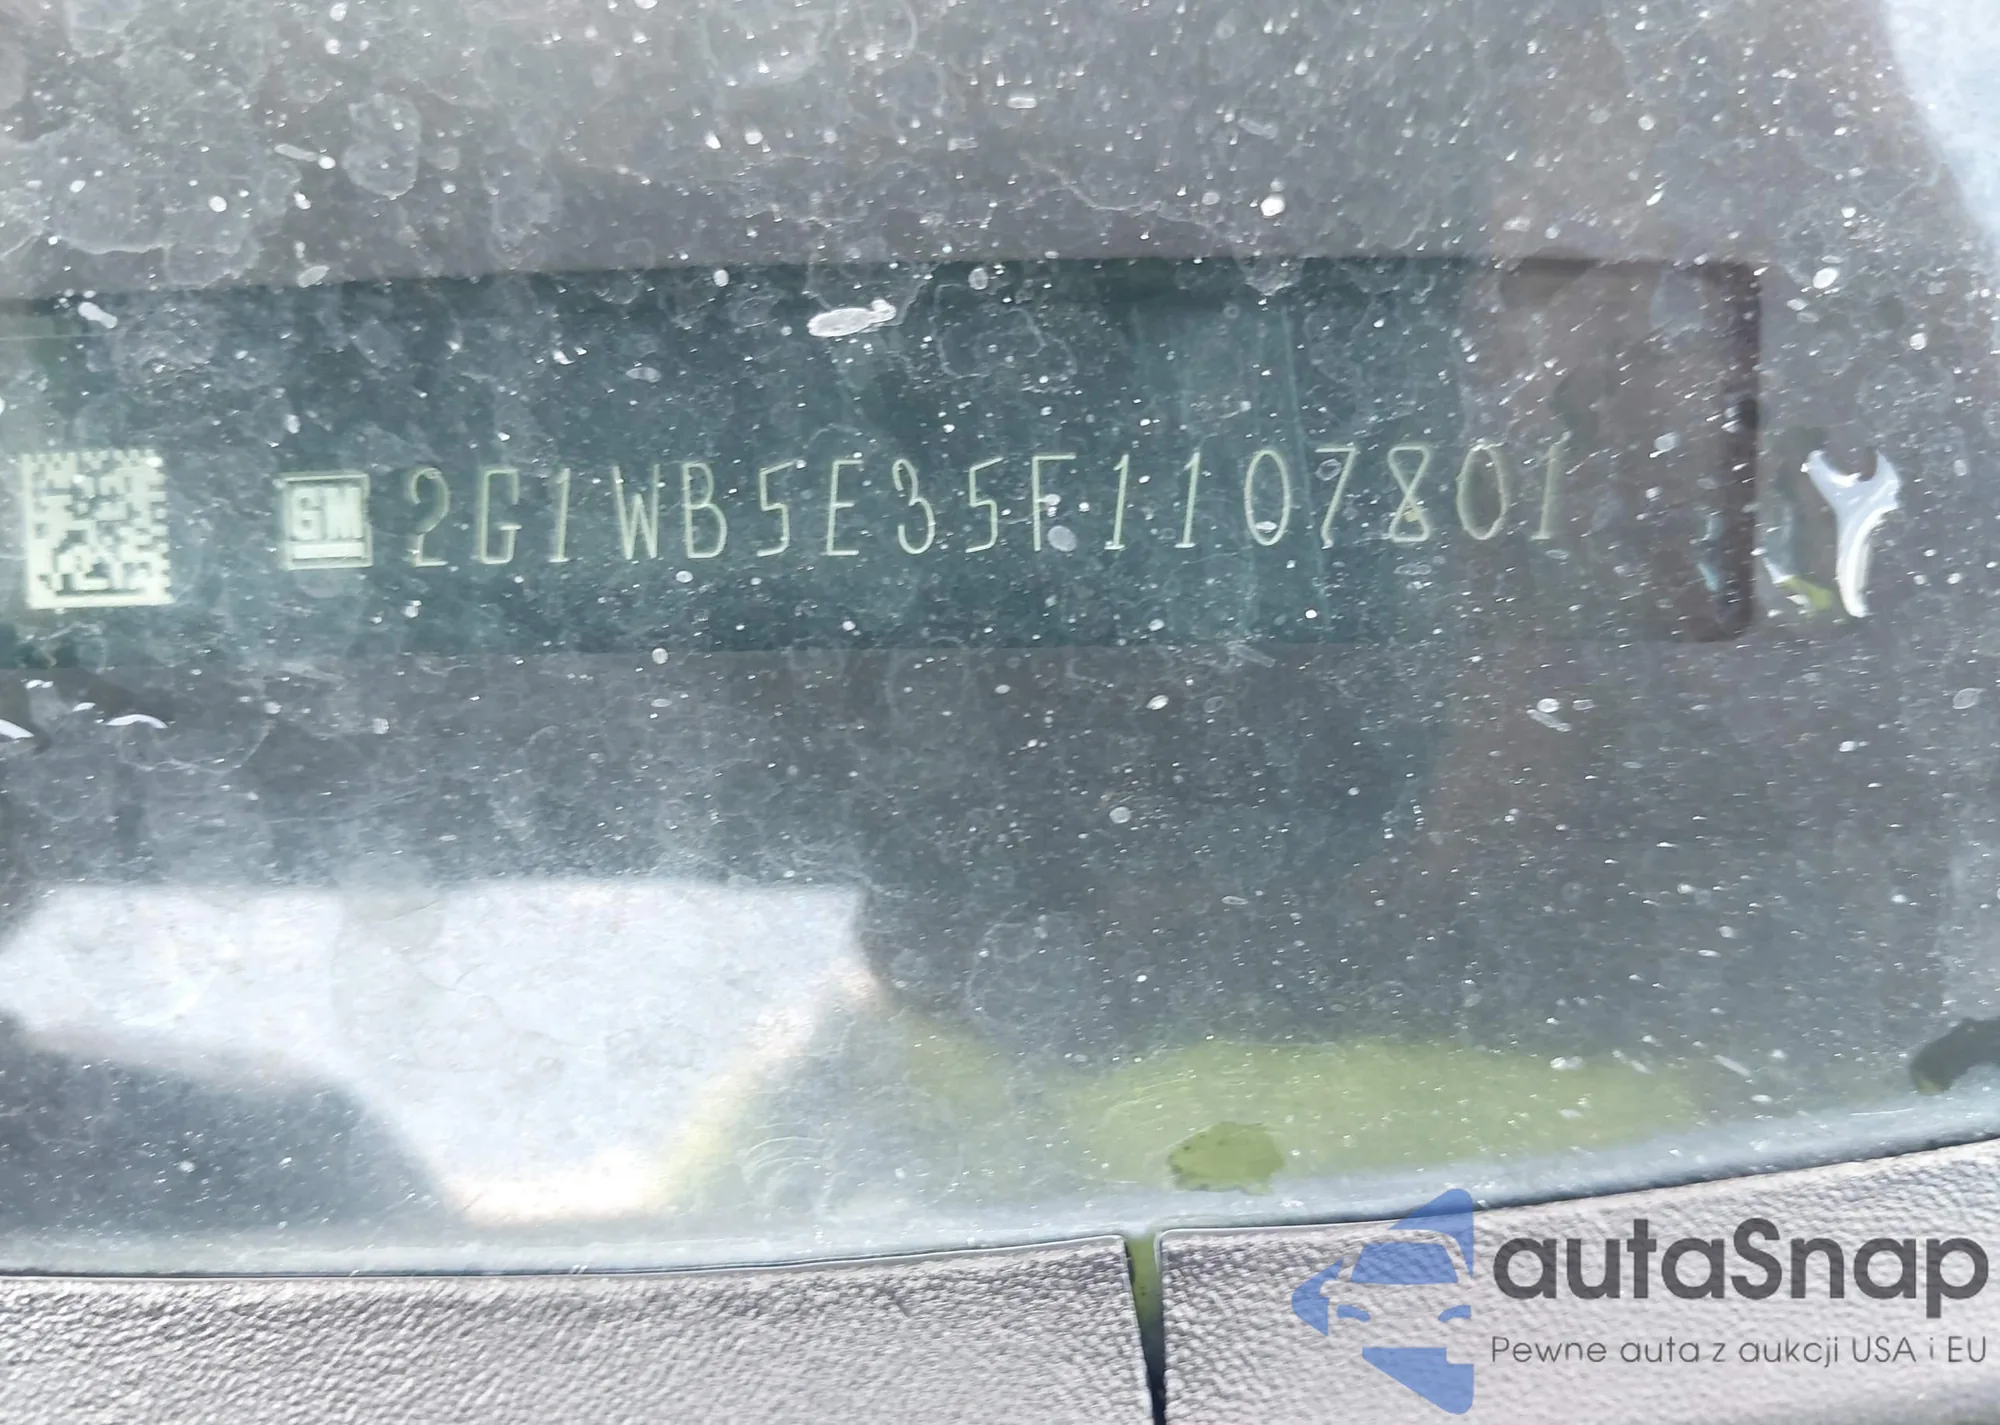 GM 2G1WB5E35F1107801
autaSnap
Pewne auta z aukcji USA i EU